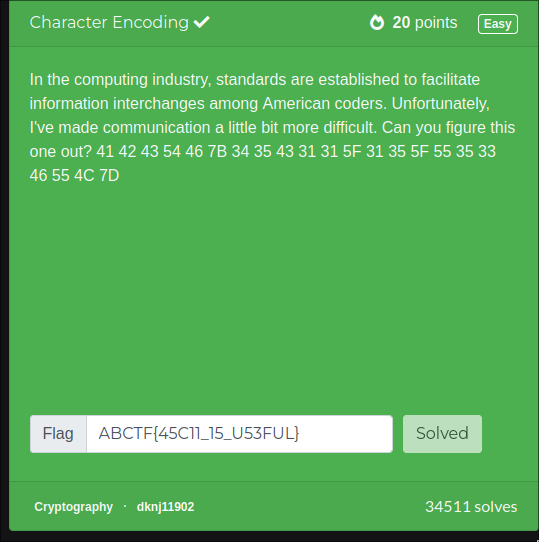 Character Encoding ✔ 20 points Easy
In the computing industry, standards are established to facilitate
information interchanges among American coders. Unfortunately,
I've made communication a little bit more difficult. Can you figure this
one out? 41 42 43 54 46 7B 34 35 43 31 31 5F 31 35 5F 55 35 33
46 55 4C 7D
Flag ABCTF{45C11_15_U53FUL} Solved
Cryptography · dknj11902 34511 solves